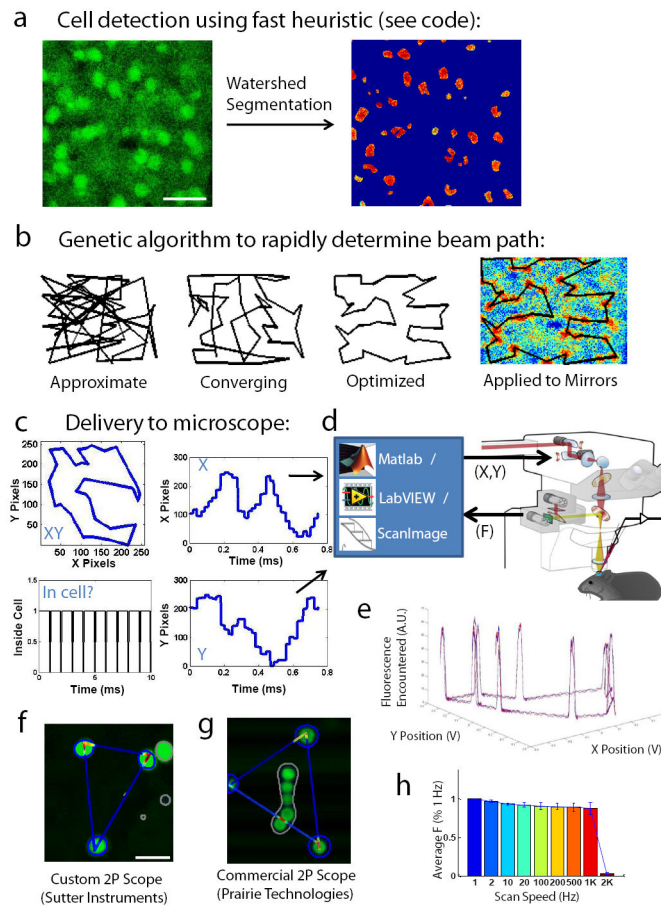 a Cell detection using fast heuristic (see code):
Watershed
Segmentation
b Genetic algorithm to rapidly determine beam path:
Approximate
Converging
Optimized
Applied to Mirrors
c Delivery to microscope:
250
200
150
100
50
Y Pixels
XY
50 100 150 200 250
X Pixels
300
200
100
0
X Pixels
X
0 0.2 0.4 0.6 0.8
Time (ms)
1.5
1
0.5
0
Inside Cell
In cell?
0 2 4 6 8 10
Time (ms)
300
200
100
0
Y Pixels
Y
0 0.2 0.4 0.6 0.8
Time (ms)
d
Matlab /
LabVIEW /
ScanImage
(X,Y)
(F)
e
Fluorescence
Encountered (A.U.)
Y Position (V)
X Position (V)
f
Custom 2P Scope
(Sutter Instruments)
g
Commercial 2P Scope
(Prairie Technologies)
h
Average F (% 1 Hz)
1
0.5
0
1 2 10 20 100 200 500 1K 2K
Scan Speed (Hz)